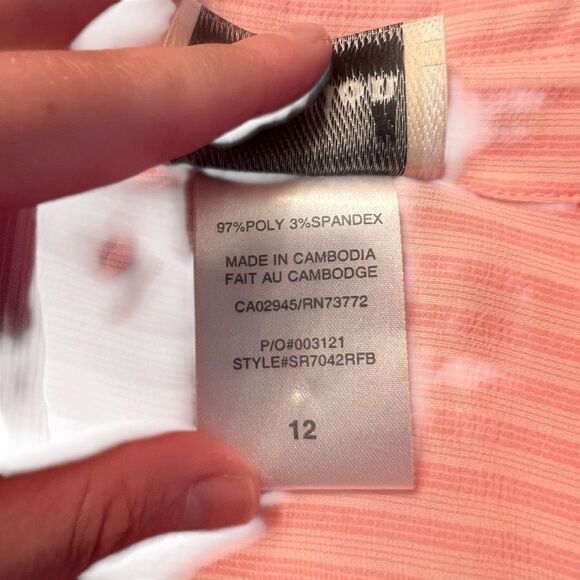 97%POLY 3%SPANDEX
MADE IN CAMBODIA
FAIT AU CAMBODGE
CA02945/RN73772
P/O#003121
STYLE#SR7042RFB
12